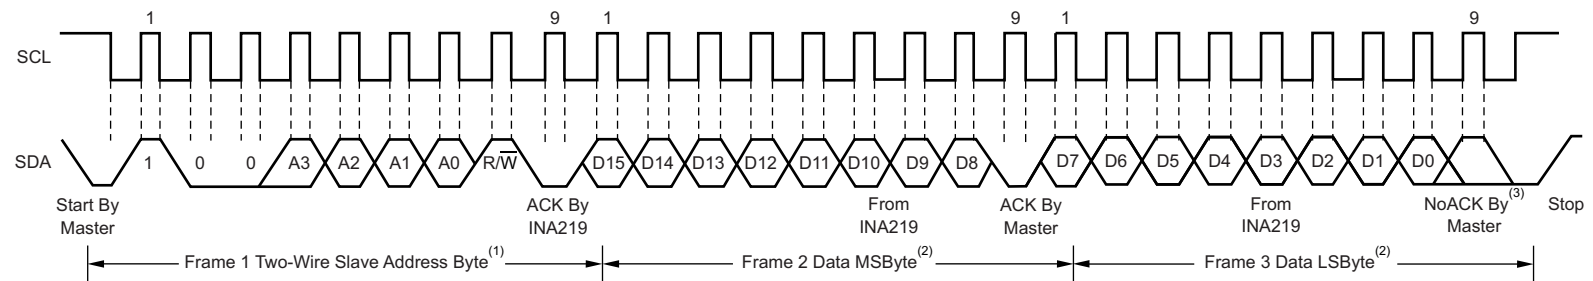 1 9 1 9 1 9
SCL
SDA 1 0 0 A3 A2 A1 A0 R/W̅ D15 D14 D13 D12 D11 D10 D9 D8 D7 D6 D5 D4 D3 D2 D1 D0
Start By
Master
ACK By
INA219
From
INA219
ACK By
Master
From
INA219
NoACK By(3)
Master
Stop
Frame 1 Two-Wire Slave Address Byte(1)
Frame 2 Data MSByte(2)
Frame 3 Data LSByte(2)